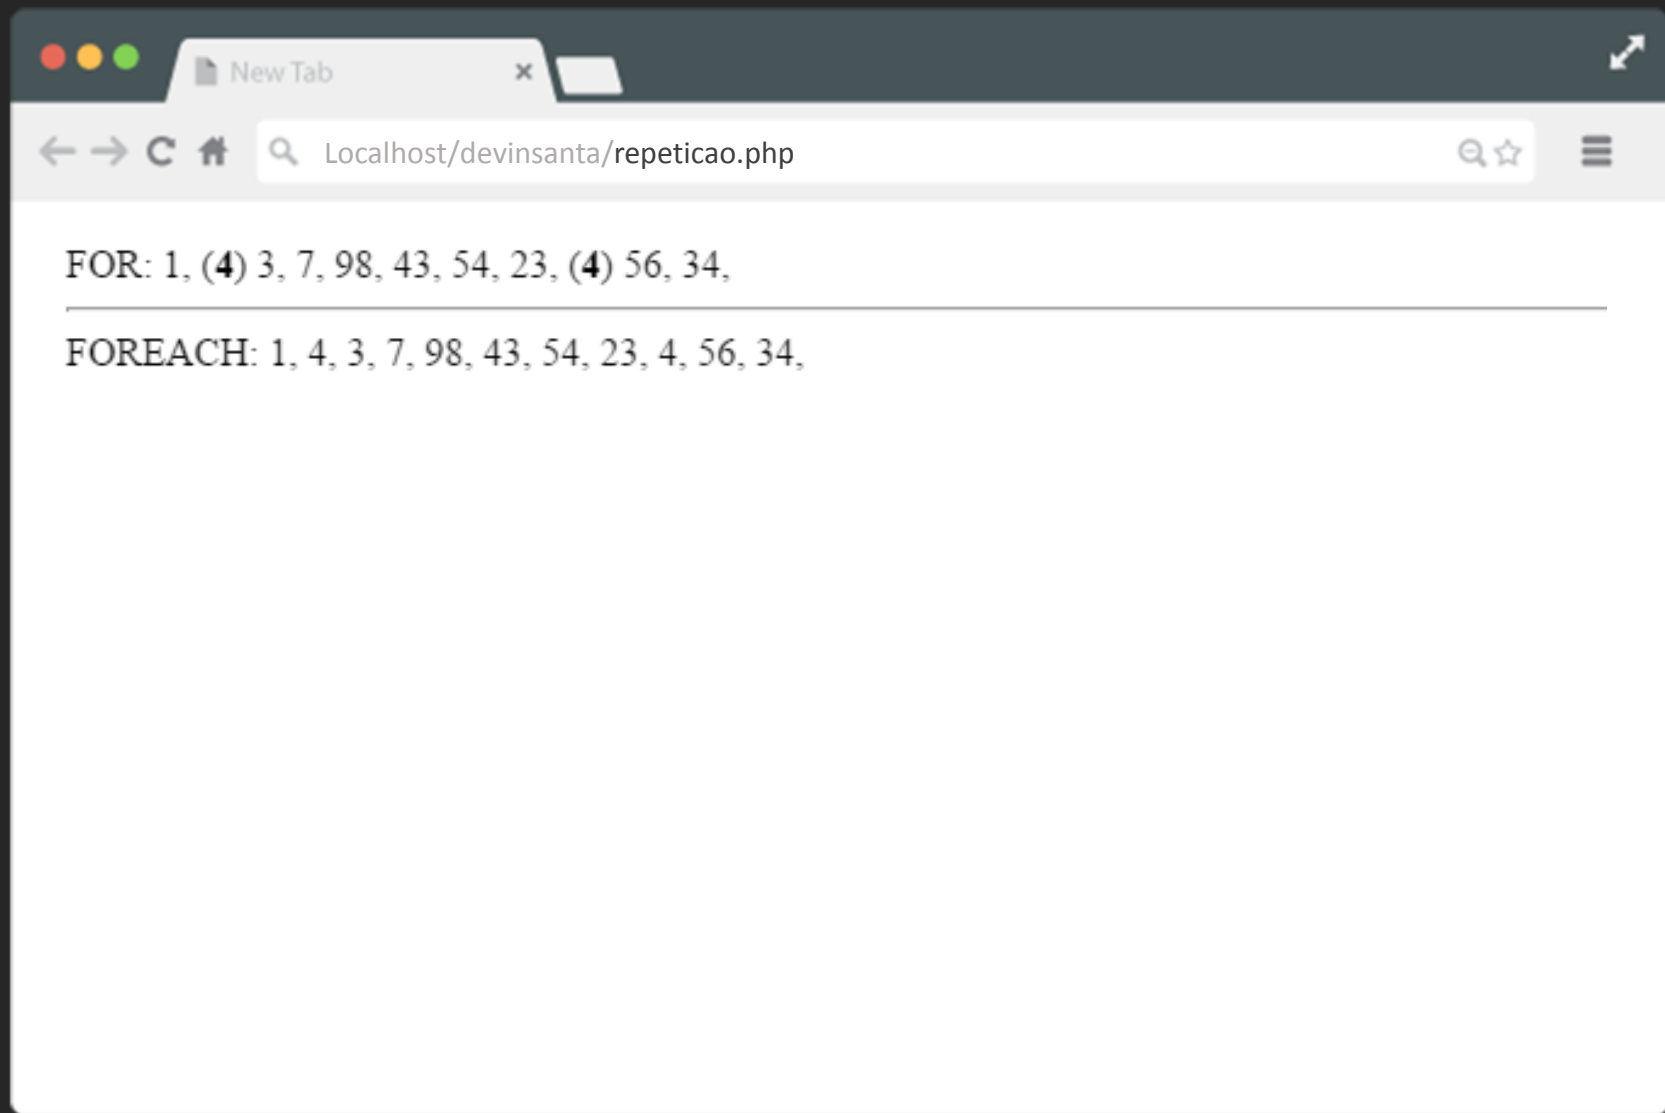 New Tab
Localhost/devinsanta/repeticao.php
FOR: 1, (4) 3, 7, 98, 43, 54, 23, (4) 56, 34,
FOREACH: 1, 4, 3, 7, 98, 43, 54, 23, 4, 56, 34,